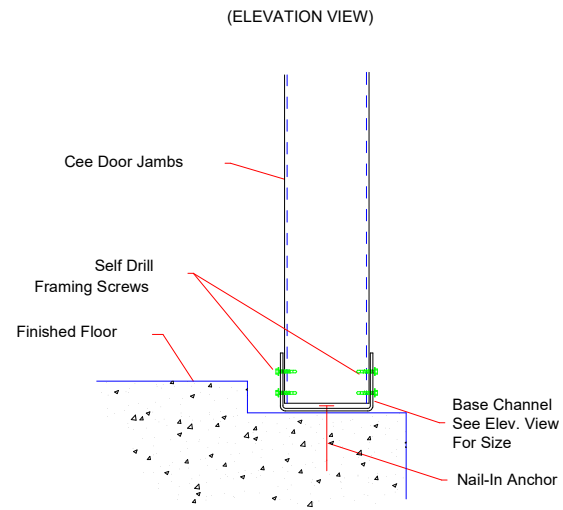 (ELEVATION VIEW)
Cee Door Jambs
Self Drill
Framing Screws
Finished Floor
Base Channel
See Elev. View
For Size
Nail-In Anchor